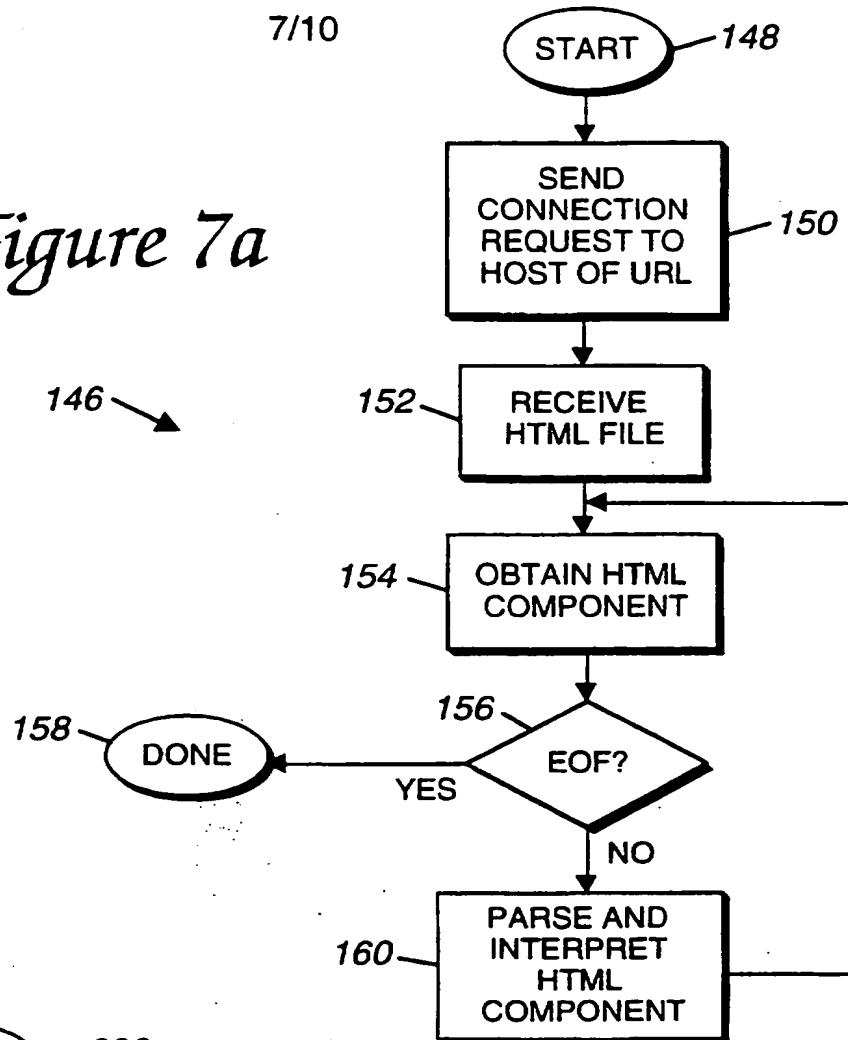 7/10
START
148
SEND
CONNECTION
REQUEST TO
HOST OF URL
150
Figure 7a
146
152
RECEIVE
HTML FILE
154
OBTAIN HTML
COMPONENT
156
158
DONE
EOF?
YES
NO
160
PARSE AND
INTERPRET
HTML
COMPONENT